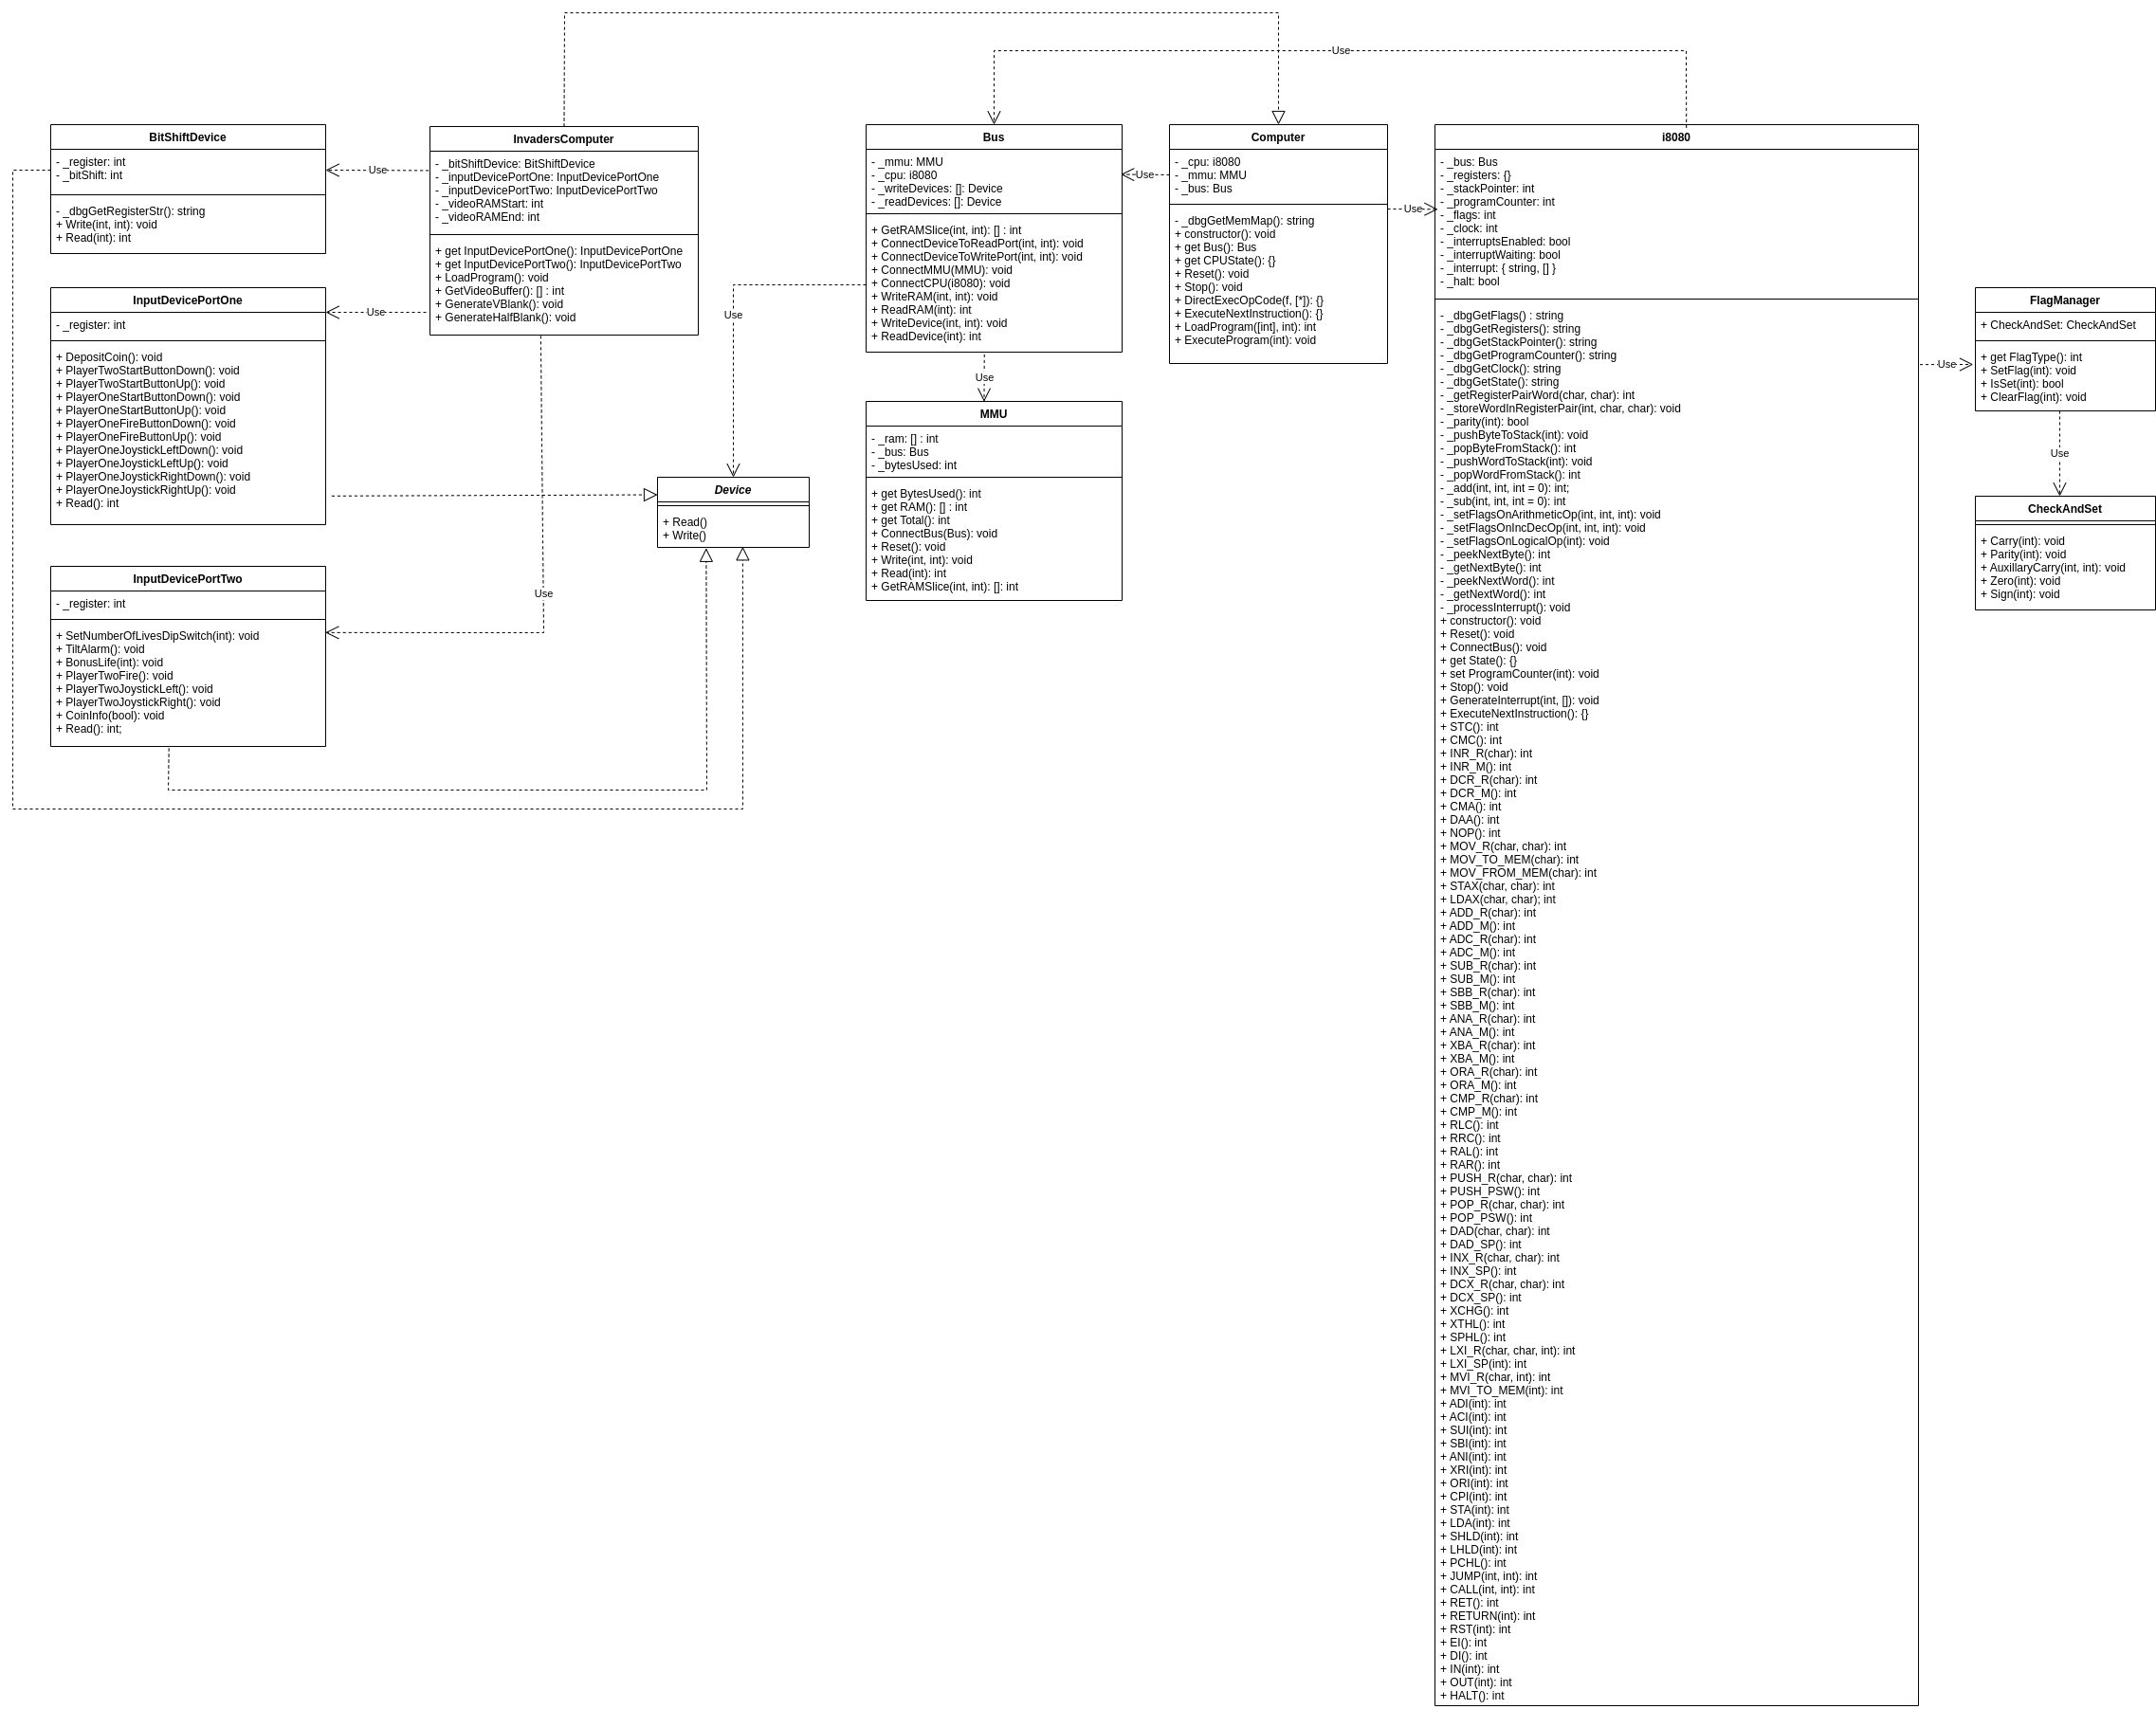 Use
BitShiftDevice
- _register: int
- _bitShift: int
- _dbgGetRegisterStr(): string
+ Write(int, int): void
+ Read(int): int
Use
InvadersComputer
- _bitShiftDevice: BitShiftDevice
- _inputDevicePortOne: InputDevicePortOne
- _inputDevicePortTwo: InputDevicePortTwo
- _videoRAMStart: int
- _videoRAMEnd: int
+ get InputDevicePortOne(): InputDevicePortOne
+ get InputDevicePortTwo(): InputDevicePortTwo
+ LoadProgram(): void
+ GetVideoBuffer(): [] : int
+ GenerateVBlank(): void
+ GenerateHalfBlank(): void
Use
InputDevicePortOne
- _register: int
+ DepositCoin(): void
+ PlayerTwoStartButtonDown(): void
+ PlayerTwoStartButtonUp(): void
+ PlayerOneStartButtonDown(): void
+ PlayerOneStartButtonUp(): void
+ PlayerOneFireButtonDown(): void
+ PlayerOneFireButtonUp(): void
+ PlayerOneJoystickLeftDown(): void
+ PlayerOneJoystickLeftUp(): void
+ PlayerOneJoystickRightDown(): void
+ PlayerOneJoystickRightUp(): void
+ Read(): int
InputDevicePortTwo
- _register: int
+ SetNumberOfLivesDipSwitch(int): void
+ TiltAlarm(): void
+ BonusLife(int): void
+ PlayerTwoFire(): void
+ PlayerTwoJoystickLeft(): void
+ PlayerTwoJoystickRight(): void
+ CoinInfo(bool): void
+ Read(): int;
Use
Use
Device
+ Read()
+ Write()
Bus
- _mmu: MMU
- _cpu: i8080
- _writeDevices: []: Device
- _readDevices: []: Device
+ GetRAMSlice(int, int): [] : int
+ ConnectDeviceToReadPort(int, int): void
+ ConnectDeviceToWritePort(int, int): void
+ ConnectMMU(MMU): void
+ ConnectCPU(i8080): void
+ WriteRAM(int, int): void
+ ReadRAM(int): int
+ WriteDevice(int, int): void
+ ReadDevice(int): int
Use
MMU
- _ram: [] : int
- _bus: Bus
- _bytesUsed: int
+ get BytesUsed(): int
+ get RAM(): [] : int
+ get Total(): int
+ ConnectBus(Bus): void
+ Reset(): void
+ Write(int, int): void
+ Read(int): int
+ GetRAMSlice(int, int): []: int
Use
Computer
- _cpu: i8080
- _mmu: MMU
- _bus: Bus
- _dbgGetMemMap(): string
+ constructor(): void
+ get Bus(): Bus
+ get CPUState(): {}
+ Reset(): void
+ Stop(): void
+ DirectExecOpCode(f, [*]): {}
+ ExecuteNextInstruction(): {}
+ LoadProgram([int], int): int
+ ExecuteProgram(int): void
Use
i8080
- _bus: Bus
- _registers: {}
- _stackPointer: int
- _programCounter: int
- _flags: int
- _clock: int
- _interruptsEnabled: bool
- _interruptWaiting: bool
- _interrupt: { string, [] }
- _halt: bool
- _dbgGetFlags() : string
- _dbgGetRegisters(): string
- _dbgGetStackPointer(): string
- _dbgGetProgramCounter(): string
- _dbgGetClock(): string
- _dbgGetState(): string
- _getRegisterPairWord(char, char): int
- _storeWordInRegisterPair(int, char, char): void
- _parity(int): bool
- _pushByteToStack(int): void
- _popByteFromStack(): int
- _pushWordToStack(int): void
- _popWordFromStack(): int
- _add(int, int, int = 0): int;
- _sub(int, int, int = 0): int
- _setFlagsOnArithmeticOp(int, int, int): void
- _setFlagsOnIncDecOp(int, int, int): void
- _setFlagsOnLogicalOp(int): void
- _peekNextByte(): int
- _getNextByte(): int
- _peekNextWord(): int
- _getNextWord(): int
- _processInterrupt(): void
+ constructor(): void
+ Reset(): void
+ ConnectBus(): void
+ get State(): {}
+ set ProgramCounter(int): void
+ Stop(): void
+ GenerateInterrupt(int, []): void
+ ExecuteNextInstruction(): {}
+ STC(): int
+ CMC(): int
+ INR_R(char): int
+ INR_M(): int
+ DCR_R(char): int
+ DCR_M(): int
+ CMA(): int
+ DAA(): int
+ NOP(): int
+ MOV_R(char, char): int
+ MOV_TO_MEM(char): int
+ MOV_FROM_MEM(char): int
+ STAX(char, char): int
+ LDAX(char, char); int
+ ADD_R(char): int
+ ADD_M(): int
+ ADC_R(char): int
+ ADC_M(): int
+ SUB_R(char): int
+ SUB_M(): int
+ SBB_R(char): int
+ SBB_M(): int
+ ANA_R(char): int
+ ANA_M(): int
+ XBA_R(char): int
+ XBA_M(): int
+ ORA_R(char): int
+ ORA_M(): int
+ CMP_R(char): int
+ CMP_M(): int
+ RLC(): int
+ RRC(): int
+ RAL(): int
+ RAR(): int
+ PUSH_R(char, char): int
+ PUSH_PSW(): int
+ POP_R(char, char): int
+ POP_PSW(): int
+ DAD(char, char): int
+ DAD_SP(): int
+ INX_R(char, char): int
+ INX_SP(): int
+ DCX_R(char, char): int
+ DCX_SP(): int
+ XCHG(): int
+ XTHL(): int
+ SPHL(): int
+ LXI_R(char, char, int): int
+ LXI_SP(int): int
+ MVI_R(char, int): int
+ MVI_TO_MEM(int): int
+ ADI(int): int
+ ACI(int): int
+ SUI(int): int
+ SBI(int): int
+ ANI(int): int
+ XRI(int): int
+ ORI(int): int
+ CPI(int): int
+ STA(int): int
+ LDA(int): int
+ SHLD(int): int
+ LHLD(int): int
+ PCHL(): int
+ JUMP(int, int): int
+ CALL(int, int): int
+ RET(): int
+ RETURN(int): int
+ RST(int): int
+ EI(): int
+ DI(): int
+ IN(int): int
+ OUT(int): int
+ HALT(): int
Use
FlagManager
+ CheckAndSet: CheckAndSet
+ get FlagType(): int
+ SetFlag(int): void
+ IsSet(int): bool
+ ClearFlag(int): void
Use
CheckAndSet
+ Carry(int): void
+ Parity(int): void
+ AuxillaryCarry(int, int): void
+ Zero(int): void
+ Sign(int): void